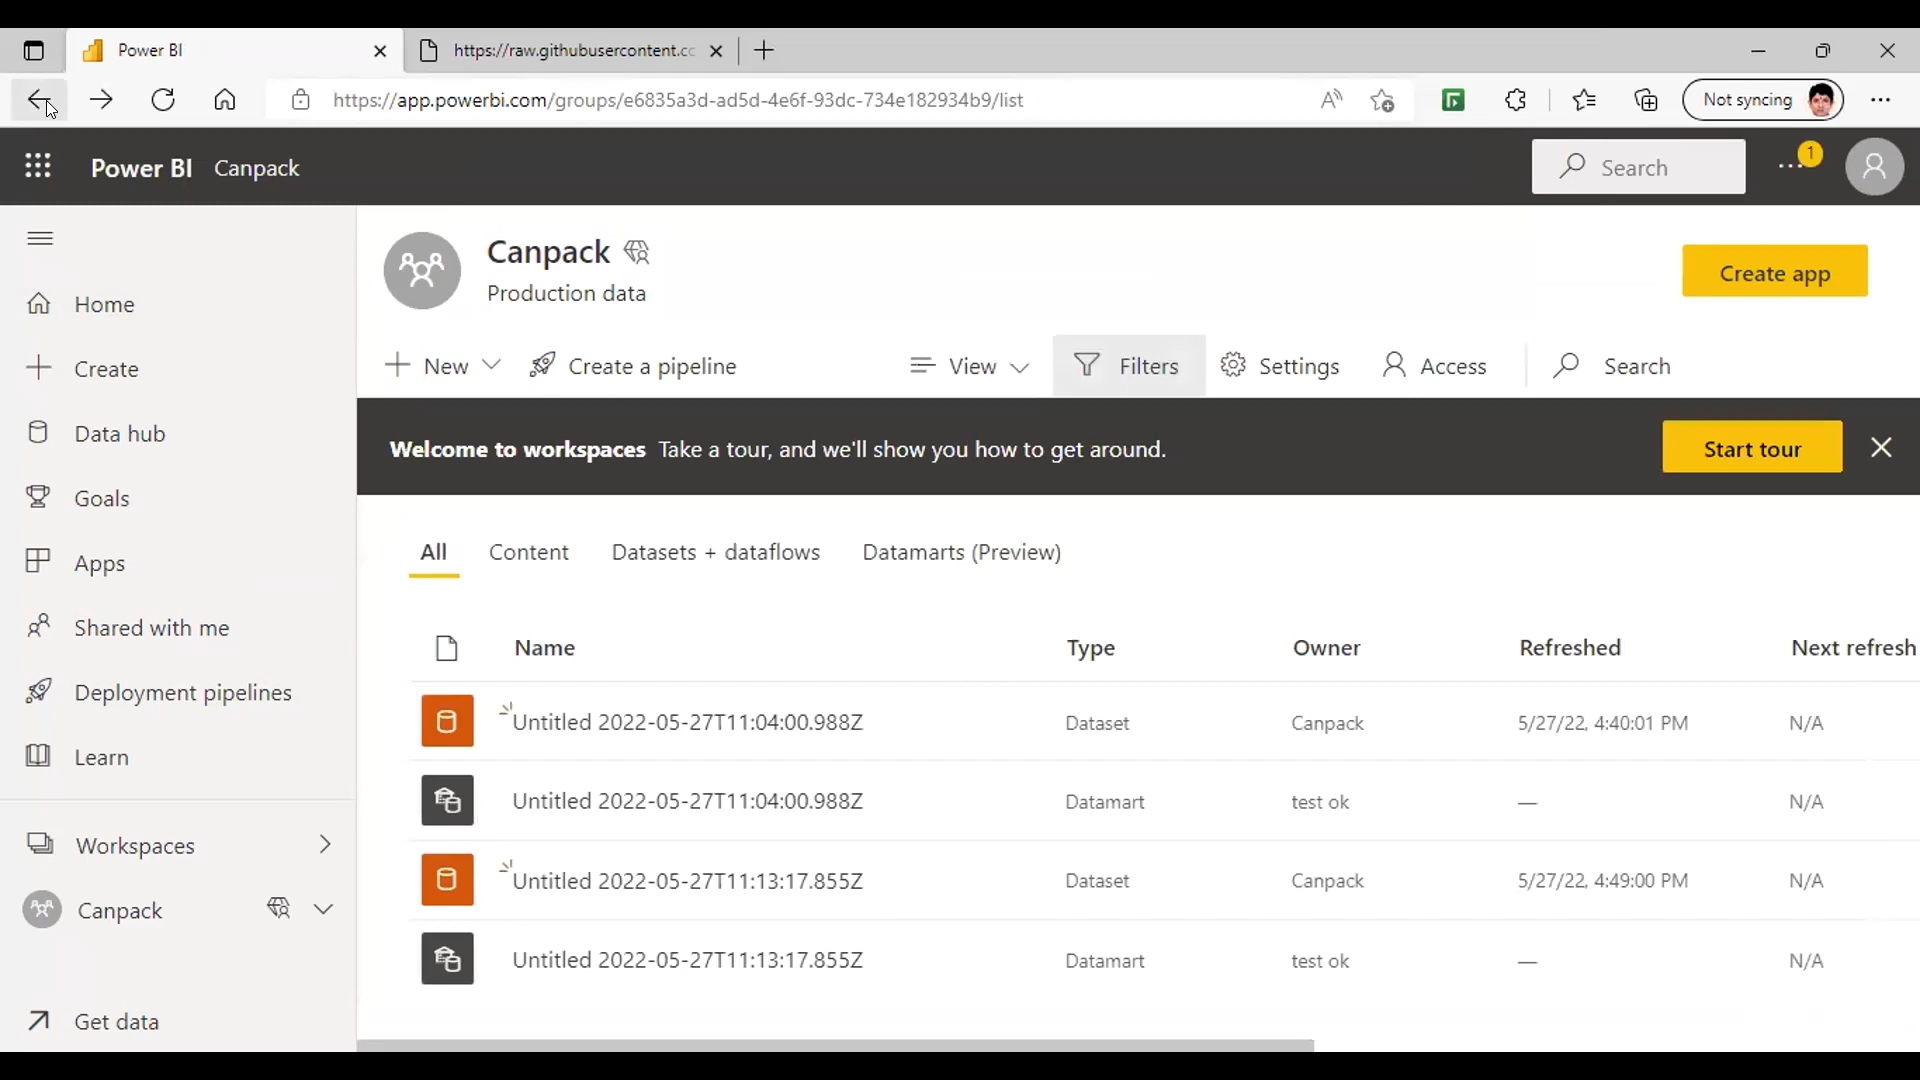 Power BI
https://raw.githubusercontent.cc
https://app.powerbi.com/groups/e6835a3d-ad5d-4e6f-93dc-734e182934b9/list
Not syncing
Power BI Canpack
Search
1
Canpack
Production data
Create app
New
Create a pipeline
View
Filters
Settings
Access
Search
Welcome to workspaces Take a tour, and we'll show you how to get around.
Start tour
Home
Create
Data hub
Goals
Apps
Shared with me
Deployment pipelines
Learn
Workspaces
Canpack
Get data
All Content Datasets + dataflows Datamarts (Preview)
Name Type Owner Refreshed Next refresh
Untitled 2022-05-27T11:04:00.988Z Dataset Canpack 5/27/22, 4:40:01 PM N/A
Untitled 2022-05-27T11:04:00.988Z Datamart test ok — N/A
Untitled 2022-05-27T11:13:17.855Z Dataset Canpack 5/27/22, 4:49:00 PM N/A
Untitled 2022-05-27T11:13:17.855Z Datamart test ok — N/A